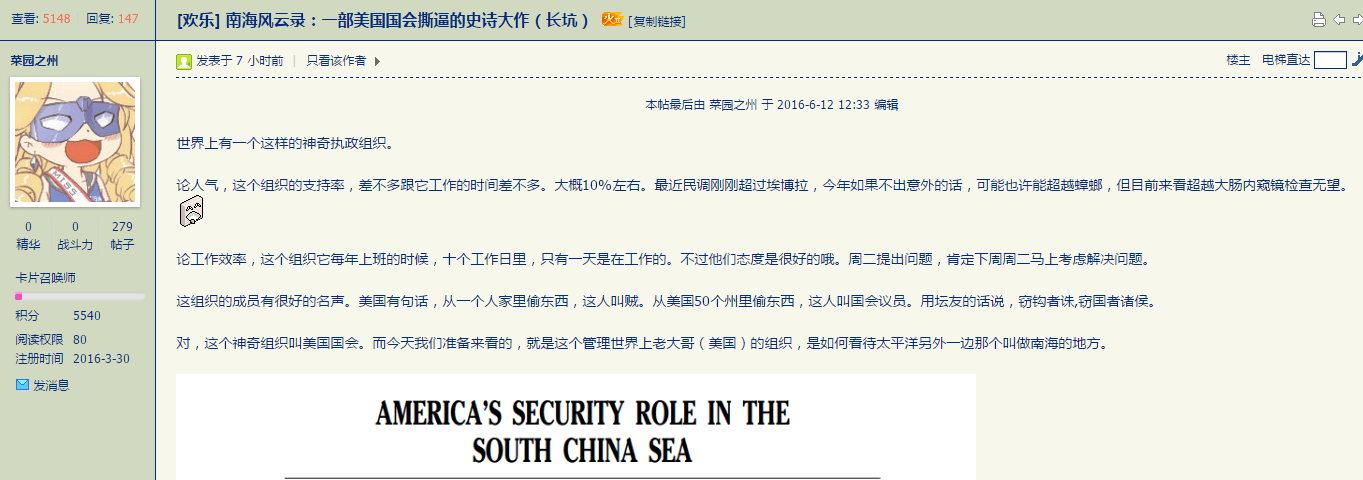 查看: 5148 回复: 147
[欢乐] 南海风云录：一部美国国会撕逼的史诗大作（长坑） 火 [复制链接]
菜园之州
发表于 7 小时前 | 只看该作者
楼主 电梯直达
本帖最后由 菜园之州 于 2016-6-12 12:33 编辑
世界上有一个这样的神奇执政组织。
论人气，这个组织的支持率，差不多跟它工作的时间差不多。大概10%左右。最近民调刚刚超过埃博拉，今年如果不出意外的话，可能也许能超越蟑螂，但目前来看超越大肠内窥镜检查无望。
MISS
0 0 279
精华 战斗力 帖子
论工作效率，这个组织它每年上班的时候，十个工作日里，只有一天是在工作的。不过他们态度是很好的哦。周二提出问题，肯定下周周二马上考虑解决问题。
卡片召唤师
这组织的成员有很好的名声。美国有句话，从一个人家里偷东西，这人叫贼。从美国50个州里偷东西，这人叫国会议员。用坛友的话说，窃钩者诛,窃国者诸侯。
积分 5540
阅读权限 80
注册时间 2016-3-30
对，这个神奇组织叫美国国会。而今天我们准备来看的，就是这个管理世界上老大哥（美国）的组织，是如何看待太平洋另外一边那个叫做南海的地方。
发消息
AMERICA'S SECURITY ROLE IN THE
SOUTH CHINA SEA